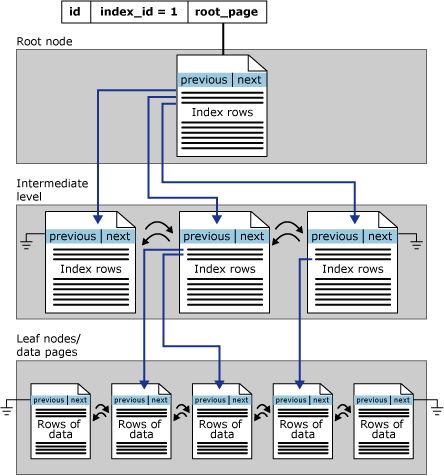 id index_id = 1 root_page
Root node
previous next
Index rows
Intermediate
level
previous next previous next previous next
Index rows Index rows Index rows
Leaf nodes/
data pages
previous next previous next previous next previous next previous next
Rows of Rows of Rows of Rows of Rows of
data data data data data